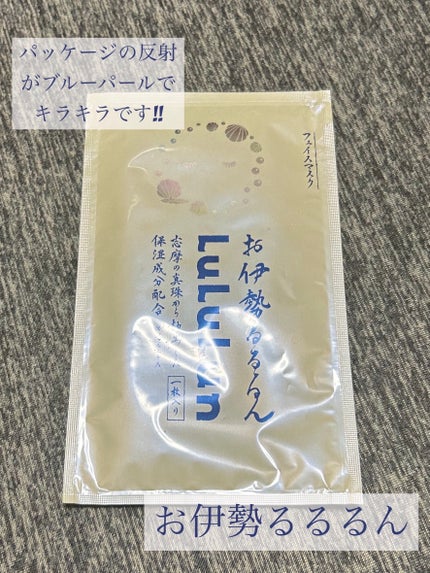 パッケージの反射
がブルーパールで
キラキラです!!
フェイスマスク
お伊勢るるるん
LuLuLun
志摩の真珠から
保湿成分配合
一枚入り
お伊勢るるるん